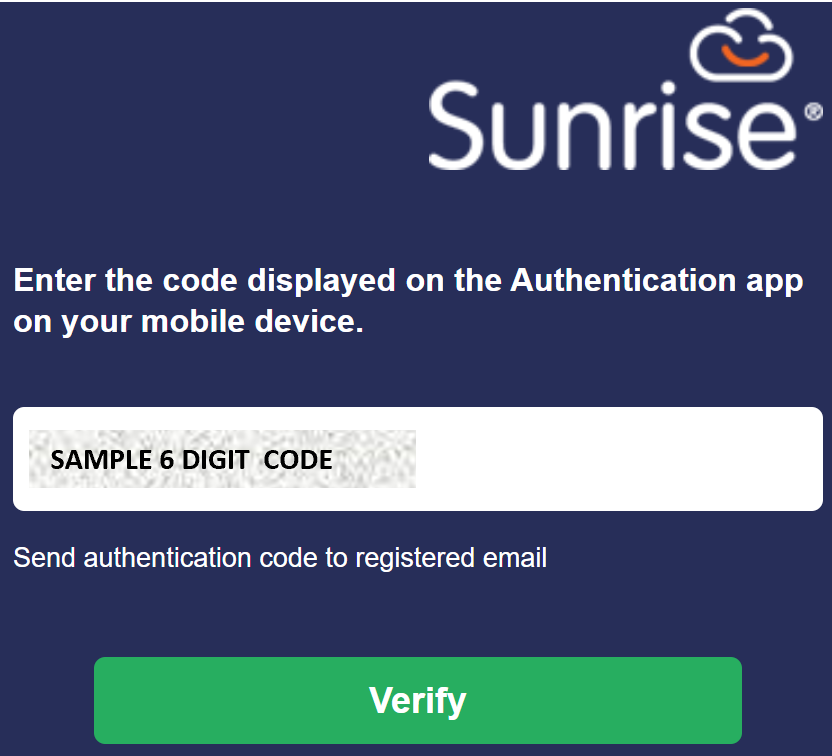 Sunrise®
Enter the code displayed on the Authentication app
on your mobile device.
SAMPLE 6 DIGIT CODE
Send authentication code to registered email
Verify